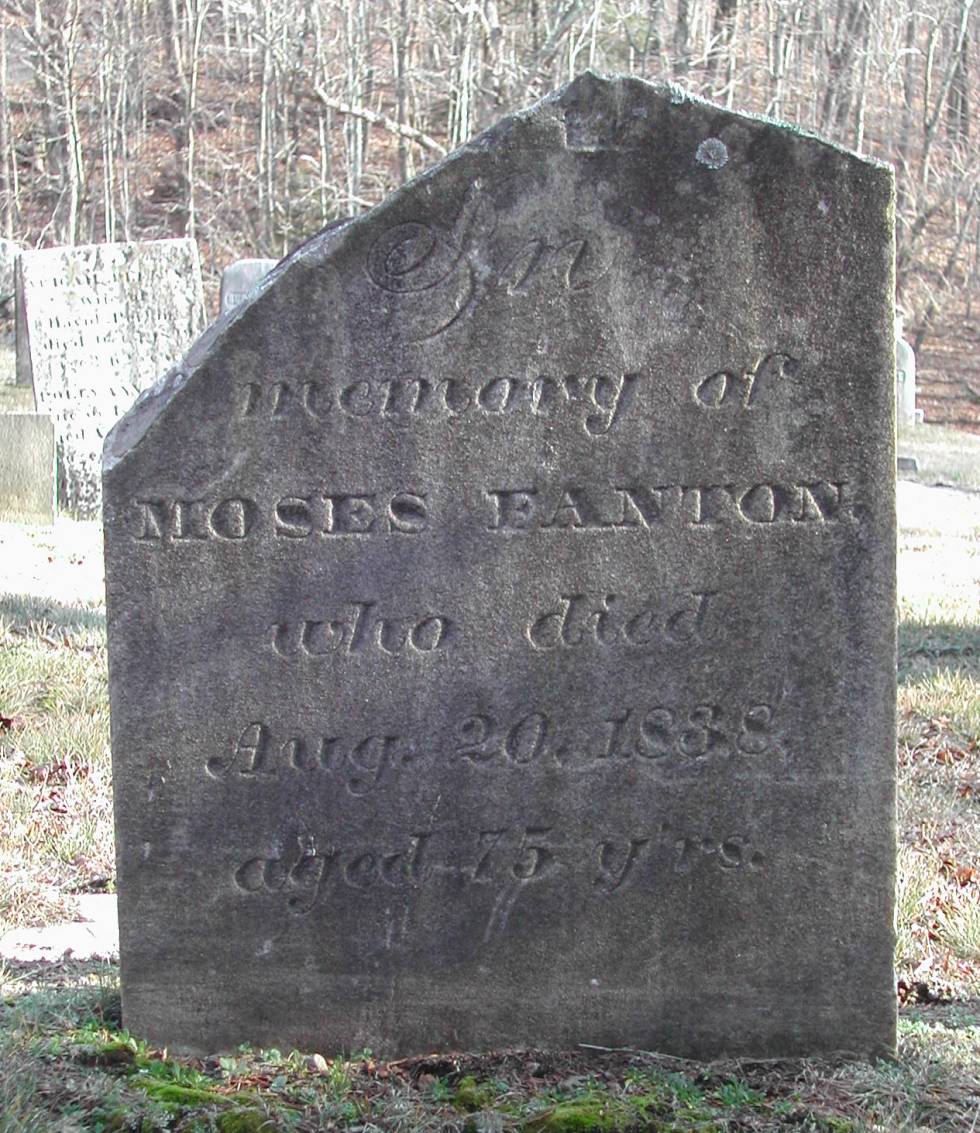 In
memory of
MOSES FANTON,
who died
Aug. 20. 1838.
aged 75 y'rs.